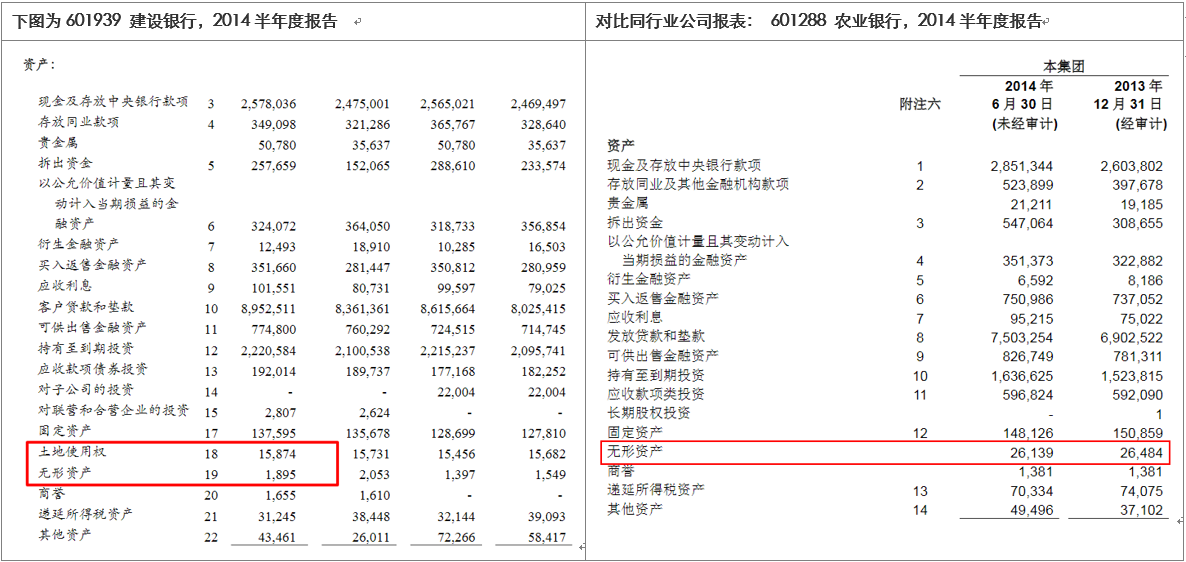 下图为 601939 建设银行，2014 半年度报告
资产：
现金及存放中央银行款项 3 2,578,036 2,475,001 2,565,021 2,469,497
存放同业款项 4 349,098 321,286 365,767 328,640
贵金属 50,780 35,637 50,780 35,637
拆出资金 5 257,659 152,065 288,610 233,574
以公允价值计量且其变
动计入当期损益的金
融资产 6 324,072 364,050 318,733 356,854
衍生金融资产 7 12,493 18,910 10,285 16,503
买入返售金融资产 8 351,660 281,447 350,812 280,959
应收利息 9 101,551 80,731 99,597 79,025
客户贷款和垫款 10 8,952,511 8,361,361 8,615,664 8,025,415
可供出售金融资产 11 774,800 760,292 724,515 714,745
持有至到期投资 12 2,220,584 2,100,538 2,215,237 2,095,741
应收款项债券投资 13 192,014 189,737 177,168 182,252
对子公司的投资 14 - - 22,004 22,004
对联营和合营企业的投资 15 2,807 2,624 - -
固定资产 17 137,595 135,678 128,699 127,810
土地使用权 18 15,874 15,731 15,456 15,682
无形资产 19 1,895 2,053 1,397 1,549
商誉 20 1,655 1,610 - -
递延所得税资产 21 31,245 38,448 32,144 39,093
其他资产 22 43,461 26,011 72,266 58,417
对比同行业公司报表： 601288 农业银行，2014 半年度报告
本集团
2014 年 2013 年
附注六 6 月 30 日 12 月 31 日
(未经审计) (经审计)
资产
现金及存放中央银行款项 1 2,851,344 2,603,802
存放同业及其他金融机构款项 2 523,899 397,678
贵金属 21,211 19,185
拆出资金 3 547,064 308,655
以公允价值计量且其变动计入
当期损益的金融资产 4 351,373 322,882
衍生金融资产 5 6,592 8,186
买入返售金融资产 6 750,986 737,052
应收利息 7 95,215 75,022
发放贷款和垫款 8 7,503,254 6,902,522
可供出售金融资产 9 826,749 781,311
持有至到期投资 10 1,636,625 1,523,815
应收款项类投资 11 596,824 592,090
长期股权投资 - 1
固定资产 12 148,126 150,859
无形资产 26,139 26,484
商誉 1,381 1,381
递延所得税资产 13 70,334 74,075
其他资产 14 49,496 37,102